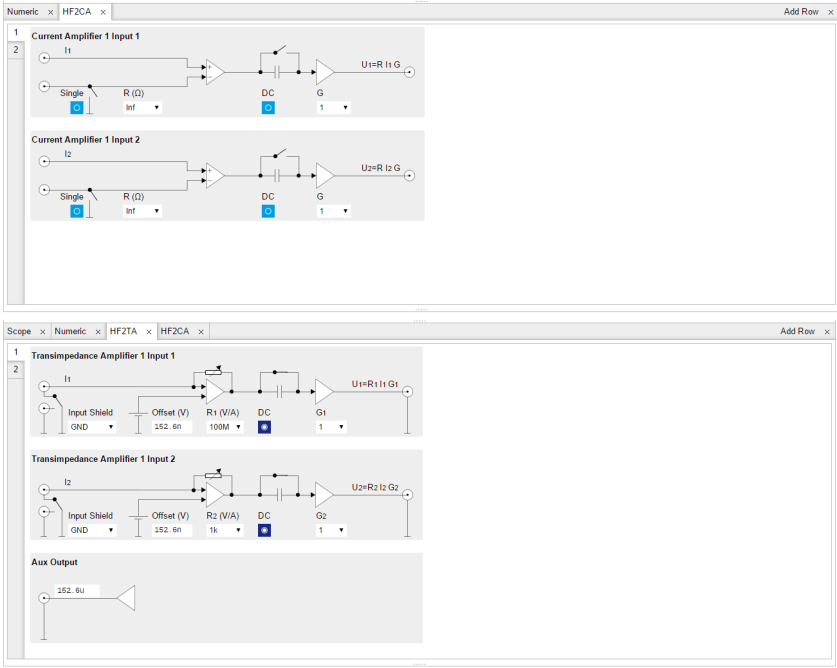 Numeric × HF2CA × Add Row ×
1 Current Amplifier 1 Input 1
2
I1
+
−
U1=R I1 G
Single R (Ω) DC G
Inf ▼ 1 ▼
Current Amplifier 1 Input 2
I2
+
−
U2=R I2 G
Single R (Ω) DC G
Inf ▼ 1 ▼
Scope × Numeric × HF2TA × HF2CA × Add Row ×
1 Transimpedance Amplifier 1 Input 1
2
I1
U1=R1 I1 G1
Input Shield Offset (V) R1 (V/A) DC G1
GND ▼ 152.6n 100M ▼ 1 ▼
Transimpedance Amplifier 1 Input 2
I2
U2=R2 I2 G2
Input Shield Offset (V) R2 (V/A) DC G2
GND ▼ 152.6n 1k ▼ 1 ▼
Aux Output
152.6u